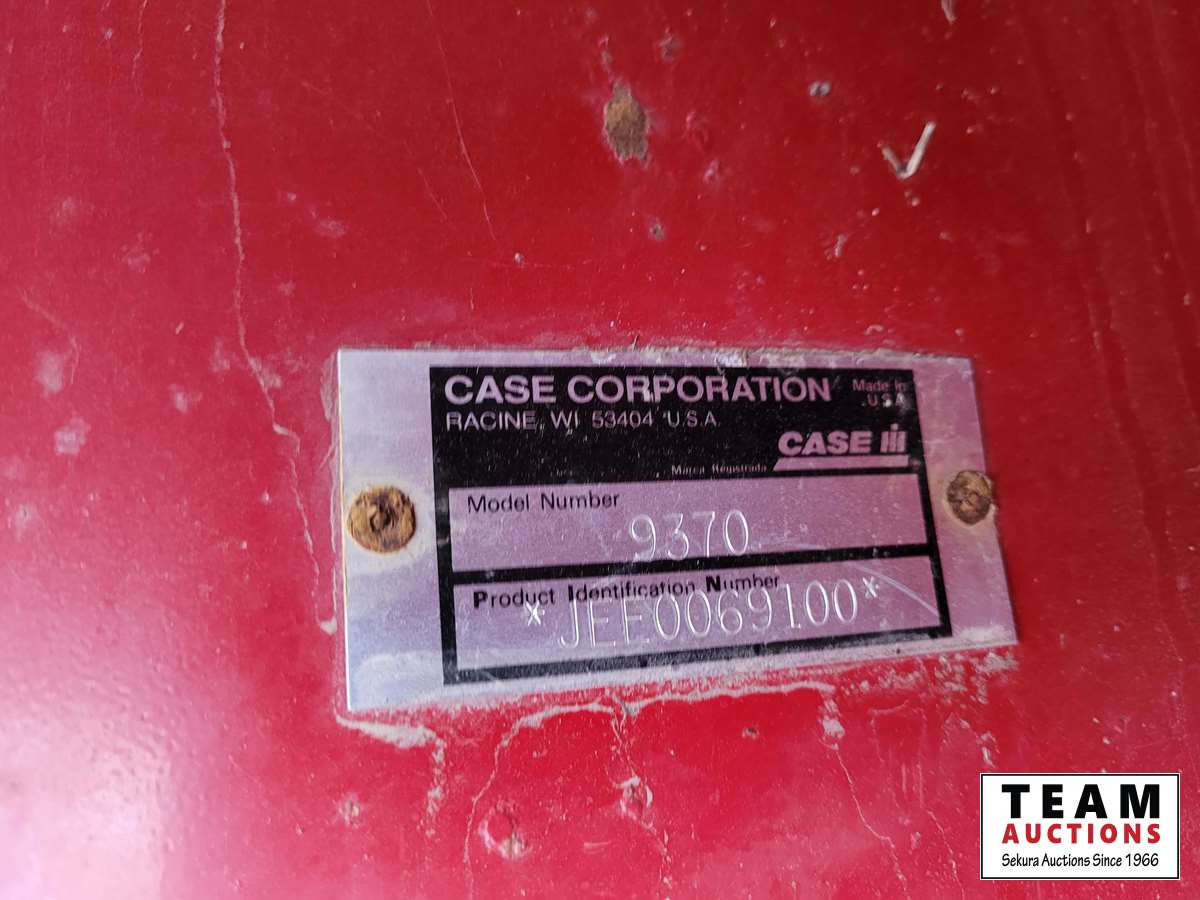 CASE CORPORATION
Made in
U.S.A.
RACINE, WI 53404 U.S.A.
CASE IH
Marca Registrada
Model Number
9370
Product Identification Number
*JEE0069100*
TEAM
AUCTIONS
Sekura Auctions Since 1966